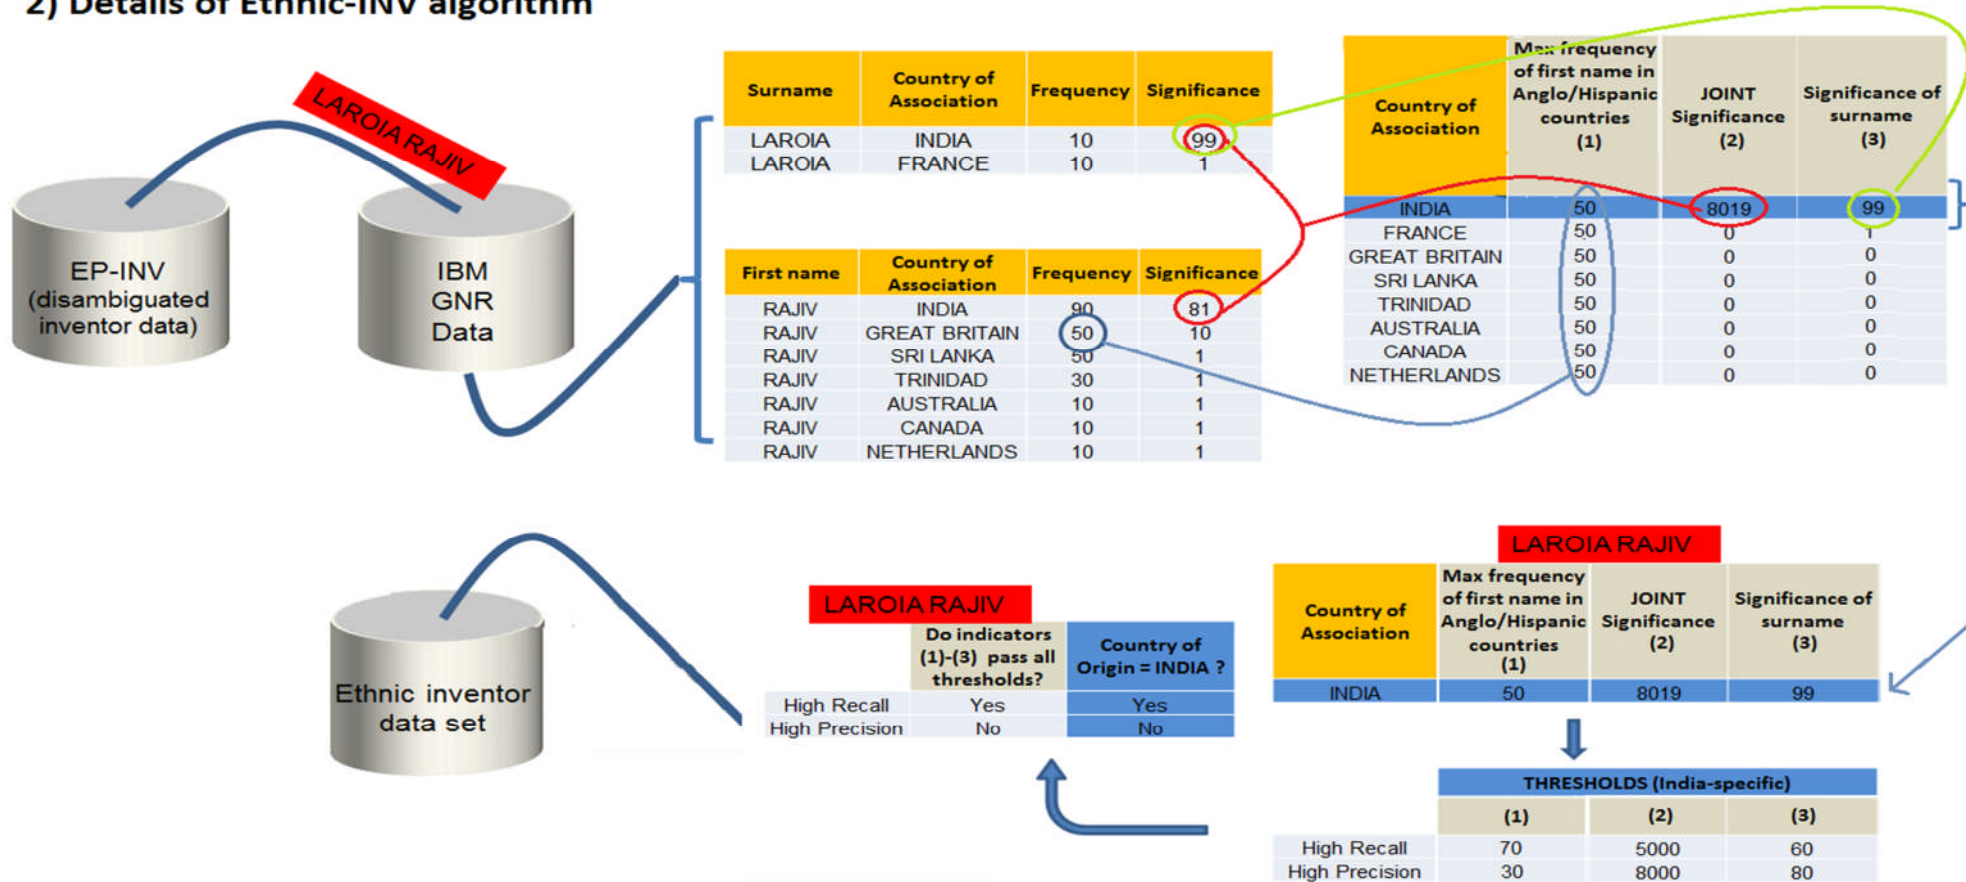 2) Details of Ethnic-INV algorithm
LAROIA RAJIV
EP-INV
(disambiguated
inventor data)
IBM
GNR
Data
Surname Country of Association Frequency Significance
LAROIA INDIA 10 99
LAROIA FRANCE 10 1
First name Country of Association Frequency Significance
RAJIV INDIA 90 81
RAJIV GREAT BRITAIN 50 10
RAJIV SRI LANKA 50 1
RAJIV TRINIDAD 30 1
RAJIV AUSTRALIA 10 1
RAJIV CANADA 10 1
RAJIV NETHERLANDS 10 1
Country of Association Max frequency of first name in Anglo/Hispanic countries (1) JOINT Significance (2) Significance of surname (3)
INDIA 50 8019 99
FRANCE 50 0 1
GREAT BRITAIN 50 0 0
SRI LANKA 50 0 0
TRINIDAD 50 0 0
AUSTRALIA 50 0 0
CANADA 50 0 0
NETHERLANDS 50 0 0
LAROIA RAJIV
Country of Association Max frequency of first name in Anglo/Hispanic countries (1) JOINT Significance (2) Significance of surname (3)
INDIA 50 8019 99
THRESHOLDS (India-specific)
(1) (2) (3)
High Recall 70 5000 60
High Precision 30 8000 80
LAROIA RAJIV
Do indicators (1)-(3) pass all thresholds? Country of Origin = INDIA ?
High Recall Yes Yes
High Precision No No
Ethnic inventor
data set